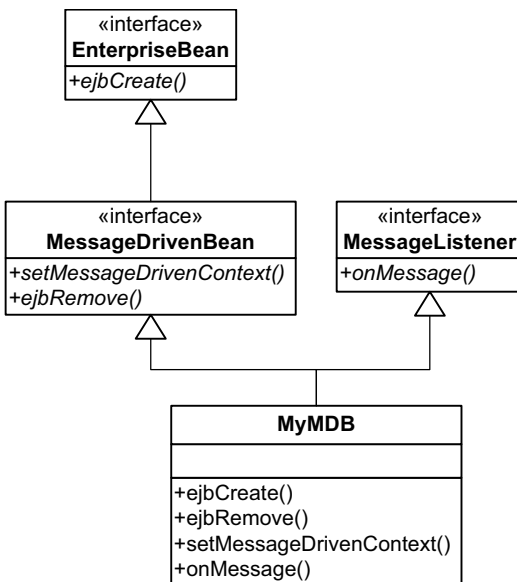 «interface»
EnterpriseBean
+ejbCreate()
«interface»
MessageDrivenBean
+setMessageDrivenContext()
+ejbRemove()
«interface»
MessageListener
+onMessage()
MyMDB
+ejbCreate()
+ejbRemove()
+setMessageDrivenContext()
+onMessage()